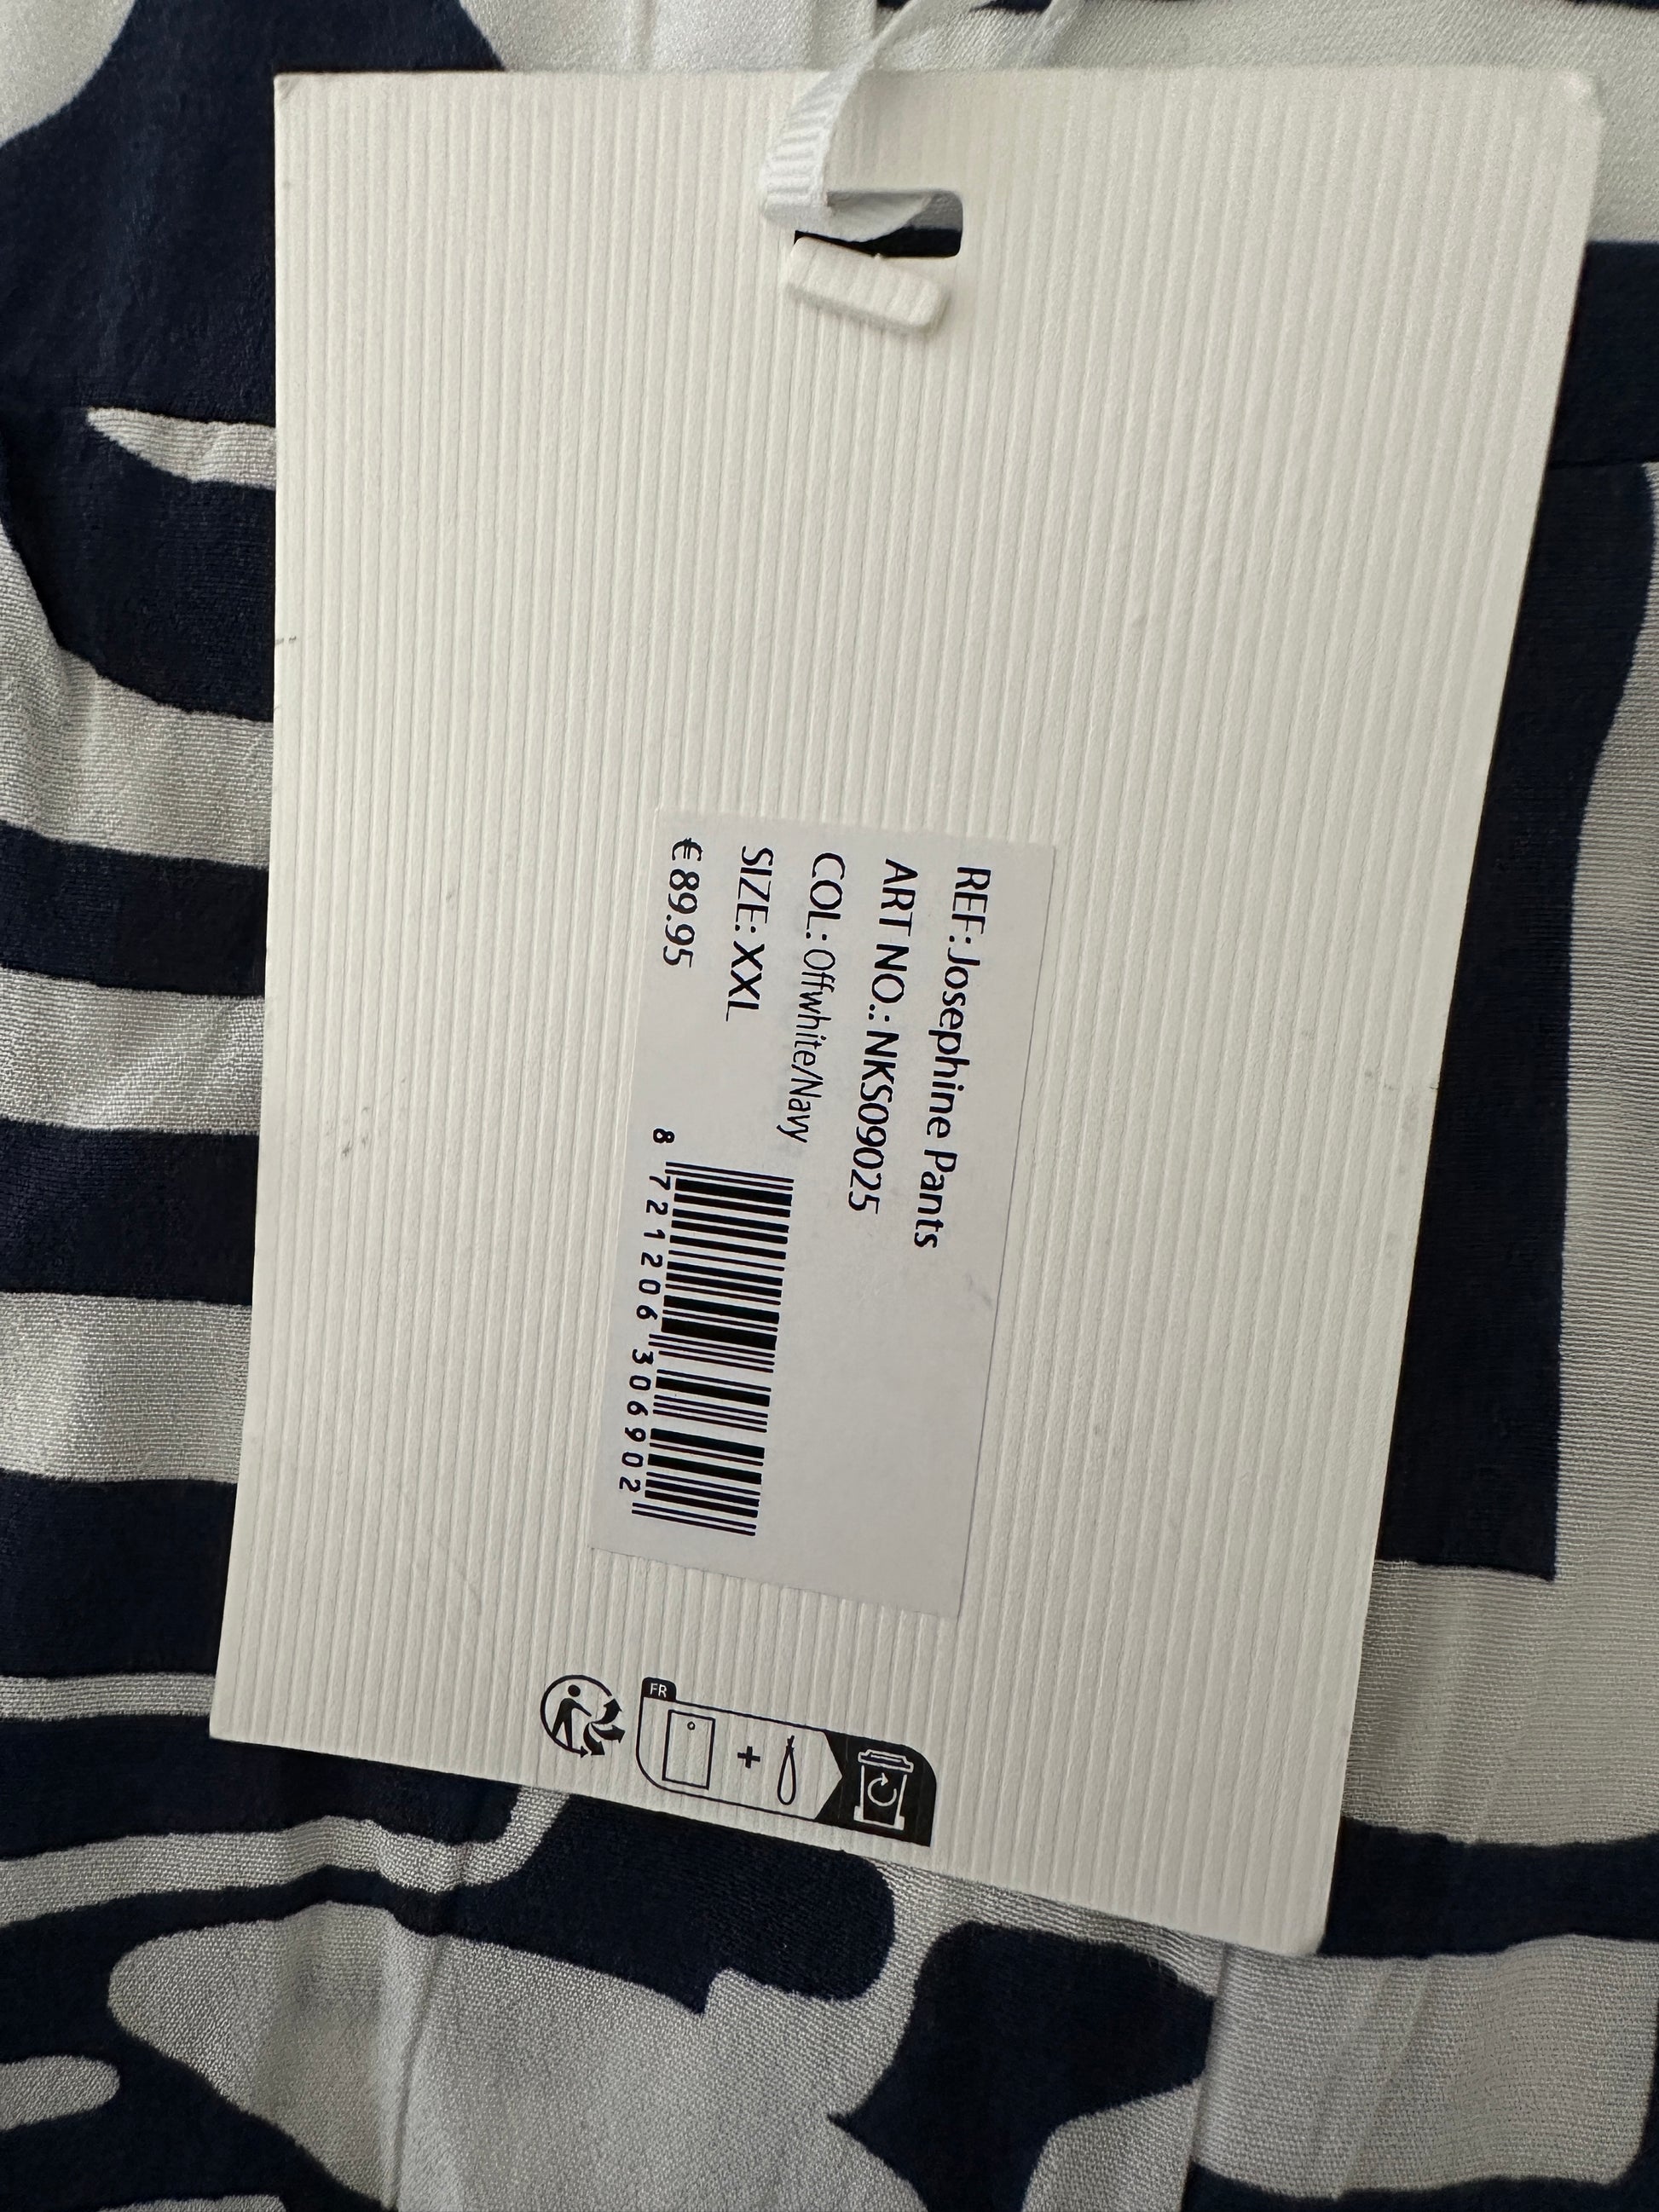 REF: Josephine Pants
ART NO.: NKS09025
COL: Offwhite/Navy
SIZE: XXL
€ 89.95
8 721206 306902
FR